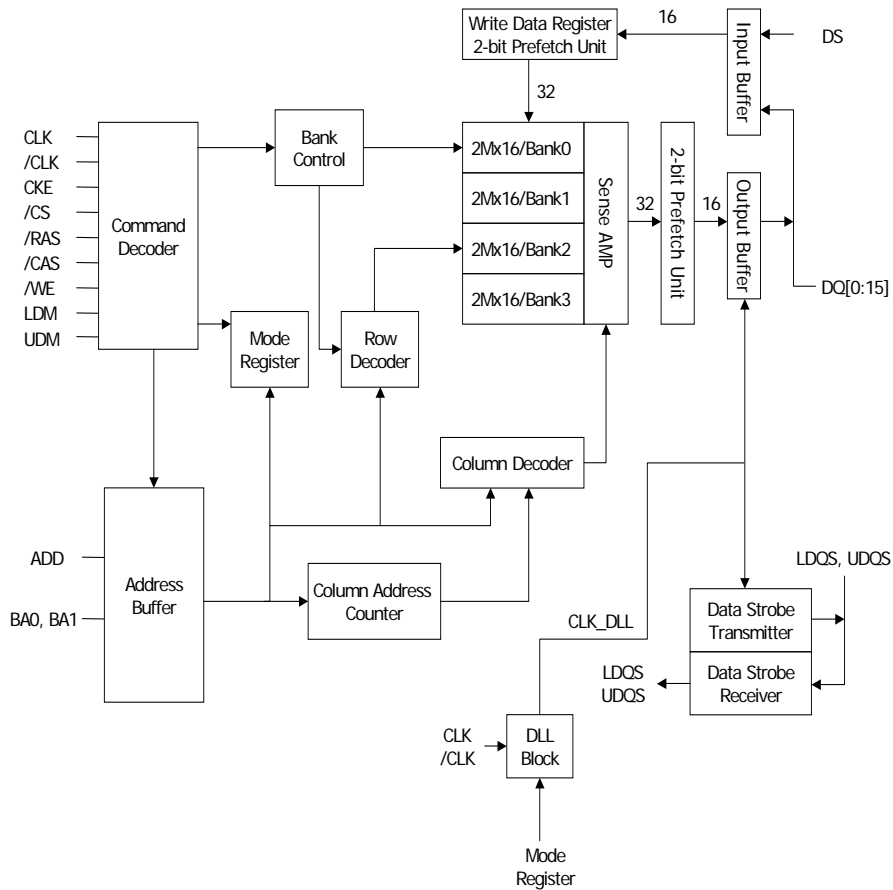 Write Data Register
2-bit Prefetch Unit
16
Input Buffer
DS
32
CLK
/CLK
CKE
/CS
/RAS
/CAS
/WE
LDM
UDM
Command
Decoder
Bank
Control
2Mx16/Bank0
2Mx16/Bank1
2Mx16/Bank2
2Mx16/Bank3
Sense AMP
32
2-bit Prefetch Unit
16
Output Buffer
DQ[0:15]
Mode
Register
Row
Decoder
Column Decoder
ADD
BA0, BA1
Address
Buffer
Column Address
Counter
CLK_DLL
LDQS, UDQS
Data Strobe
Transmitter
Data Strobe
Receiver
LDQS
UDQS
CLK
/CLK
DLL
Block
Mode
Register